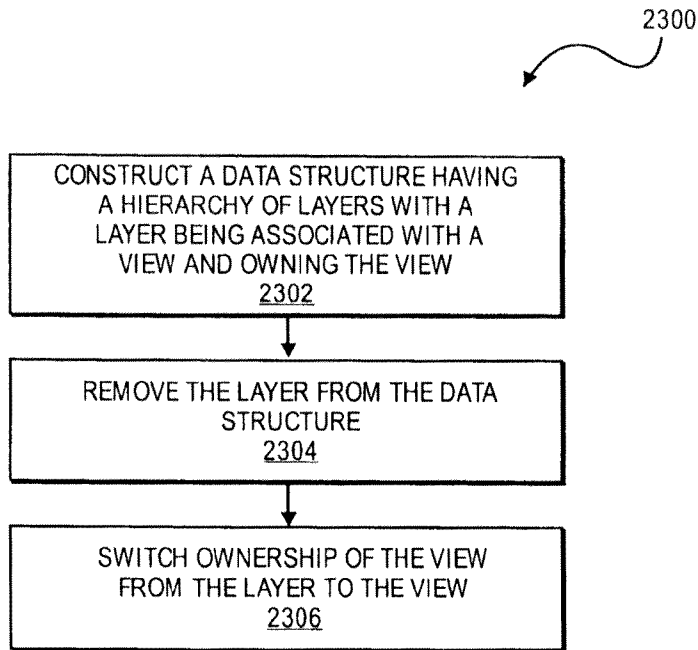 2300
CONSTRUCT A DATA STRUCTURE HAVING
A HIERARCHY OF LAYERS WITH A
LAYER BEING ASSOCIATED WITH A
VIEW AND OWNING THE VIEW
2302
REMOVE THE LAYER FROM THE DATA
STRUCTURE
2304
SWITCH OWNERSHIP OF THE VIEW
FROM THE LAYER TO THE VIEW
2306